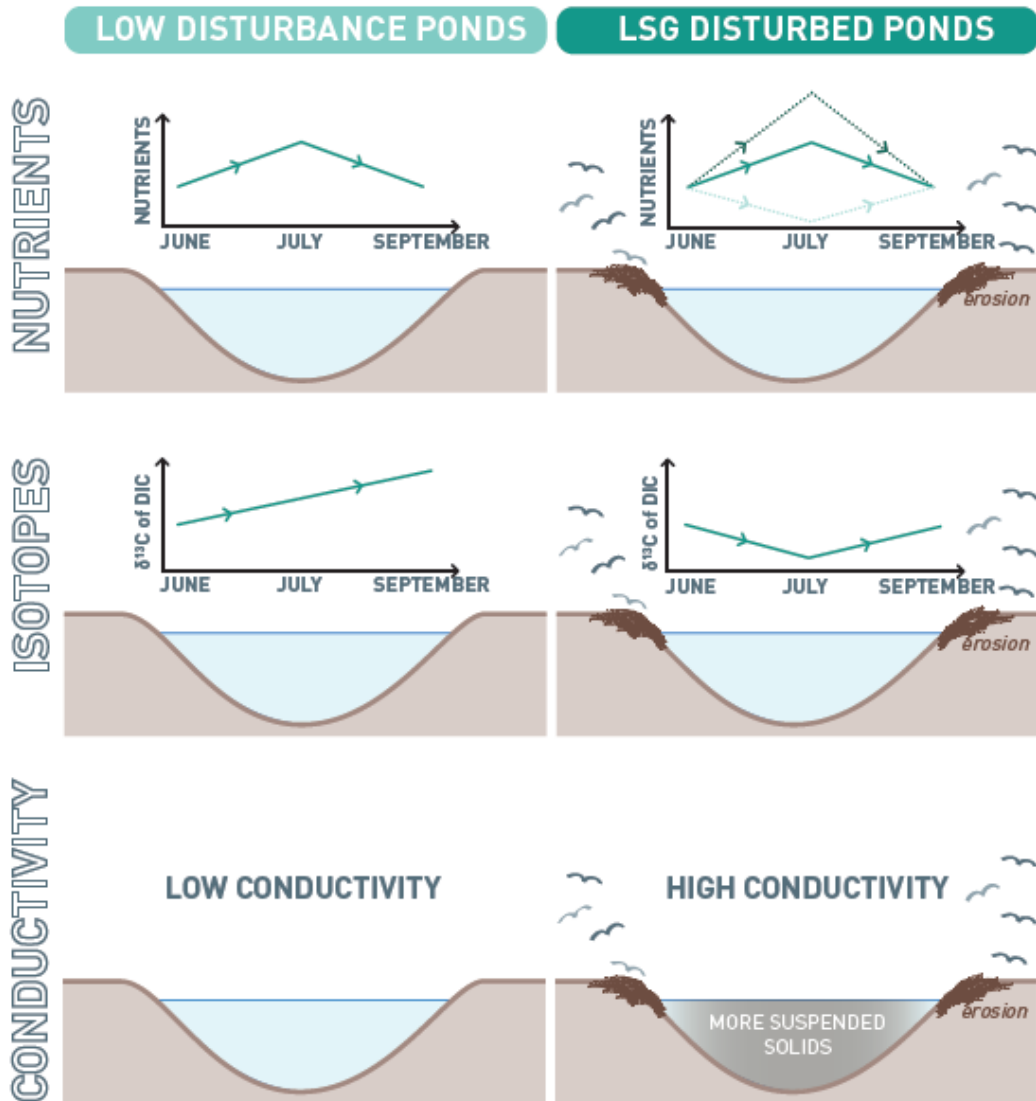 LOW DISTURBANCE PONDS
LSG DISTURBED PONDS
NUTRIENTS
NUTRIENTS
JUNE JULY SEPTEMBER
NUTRIENTS
JUNE JULY SEPTEMBER
erosion
ISOTOPES
δ¹³C of DIC
JUNE JULY SEPTEMBER
δ¹³C of DIC
JUNE JULY SEPTEMBER
erosion
CONDUCTIVITY
LOW CONDUCTIVITY
HIGH CONDUCTIVITY
MORE SUSPENDED
SOLIDS
erosion